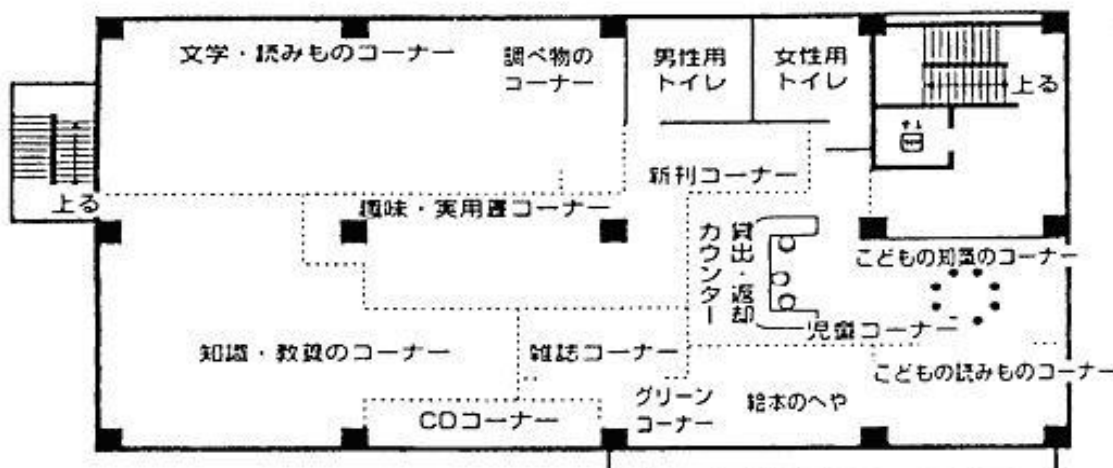 文学・読みものコーナー
調べ物の
コーナー
男性用
トイレ
女性用
トイレ
上る
新刊コーナー
上る
趣味・実用書コーナー
貸出・返却
カウンター
こどもの知識のコーナー
児童コーナー
知識・教養のコーナー
雑誌コーナー
こどもの読みものコーナー
グリーン
コーナー
絵本のへや
CDコーナー